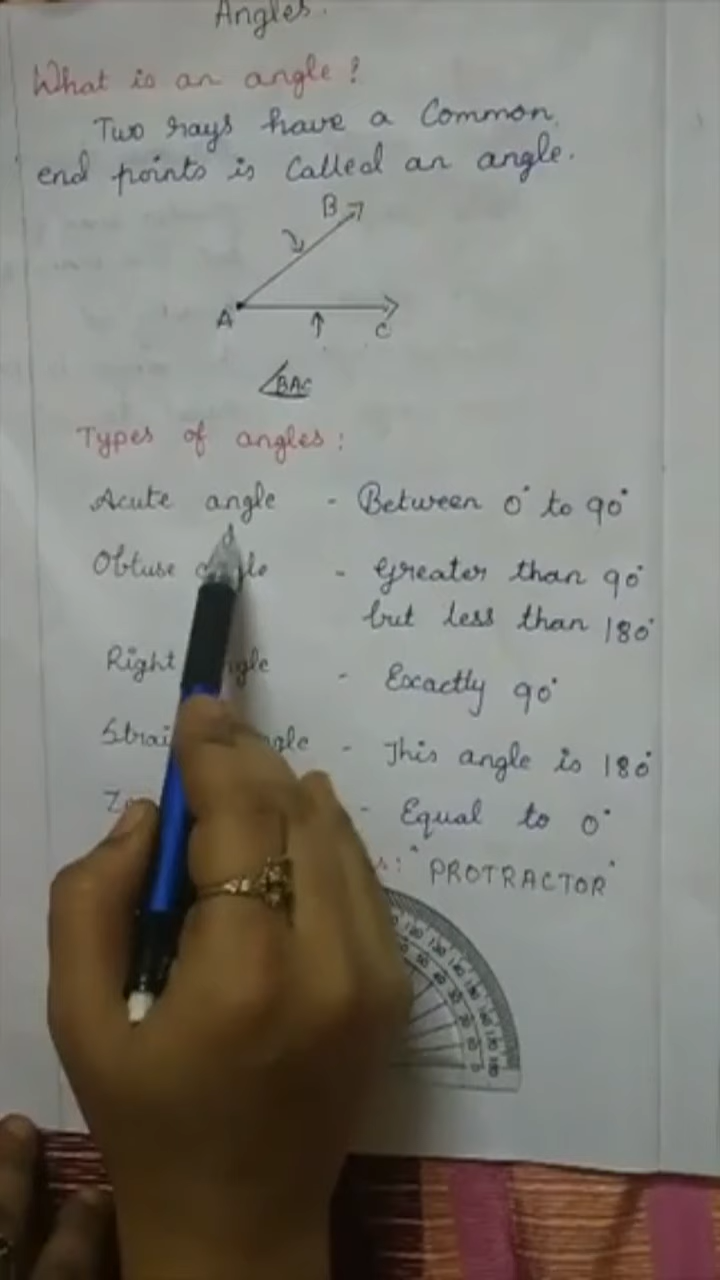 Angles.
What is an angle?
Two rays have a Common
end points is Called an angle.
B
A
C
∠BAC
Types of angles:
Acute angle - Between 0° to 90°
Obtuse - Greater than 90°
but less than 180°
Right - Exactly 90°
- This angle is 180°
- Equal to 0°
"PROTRACTOR"